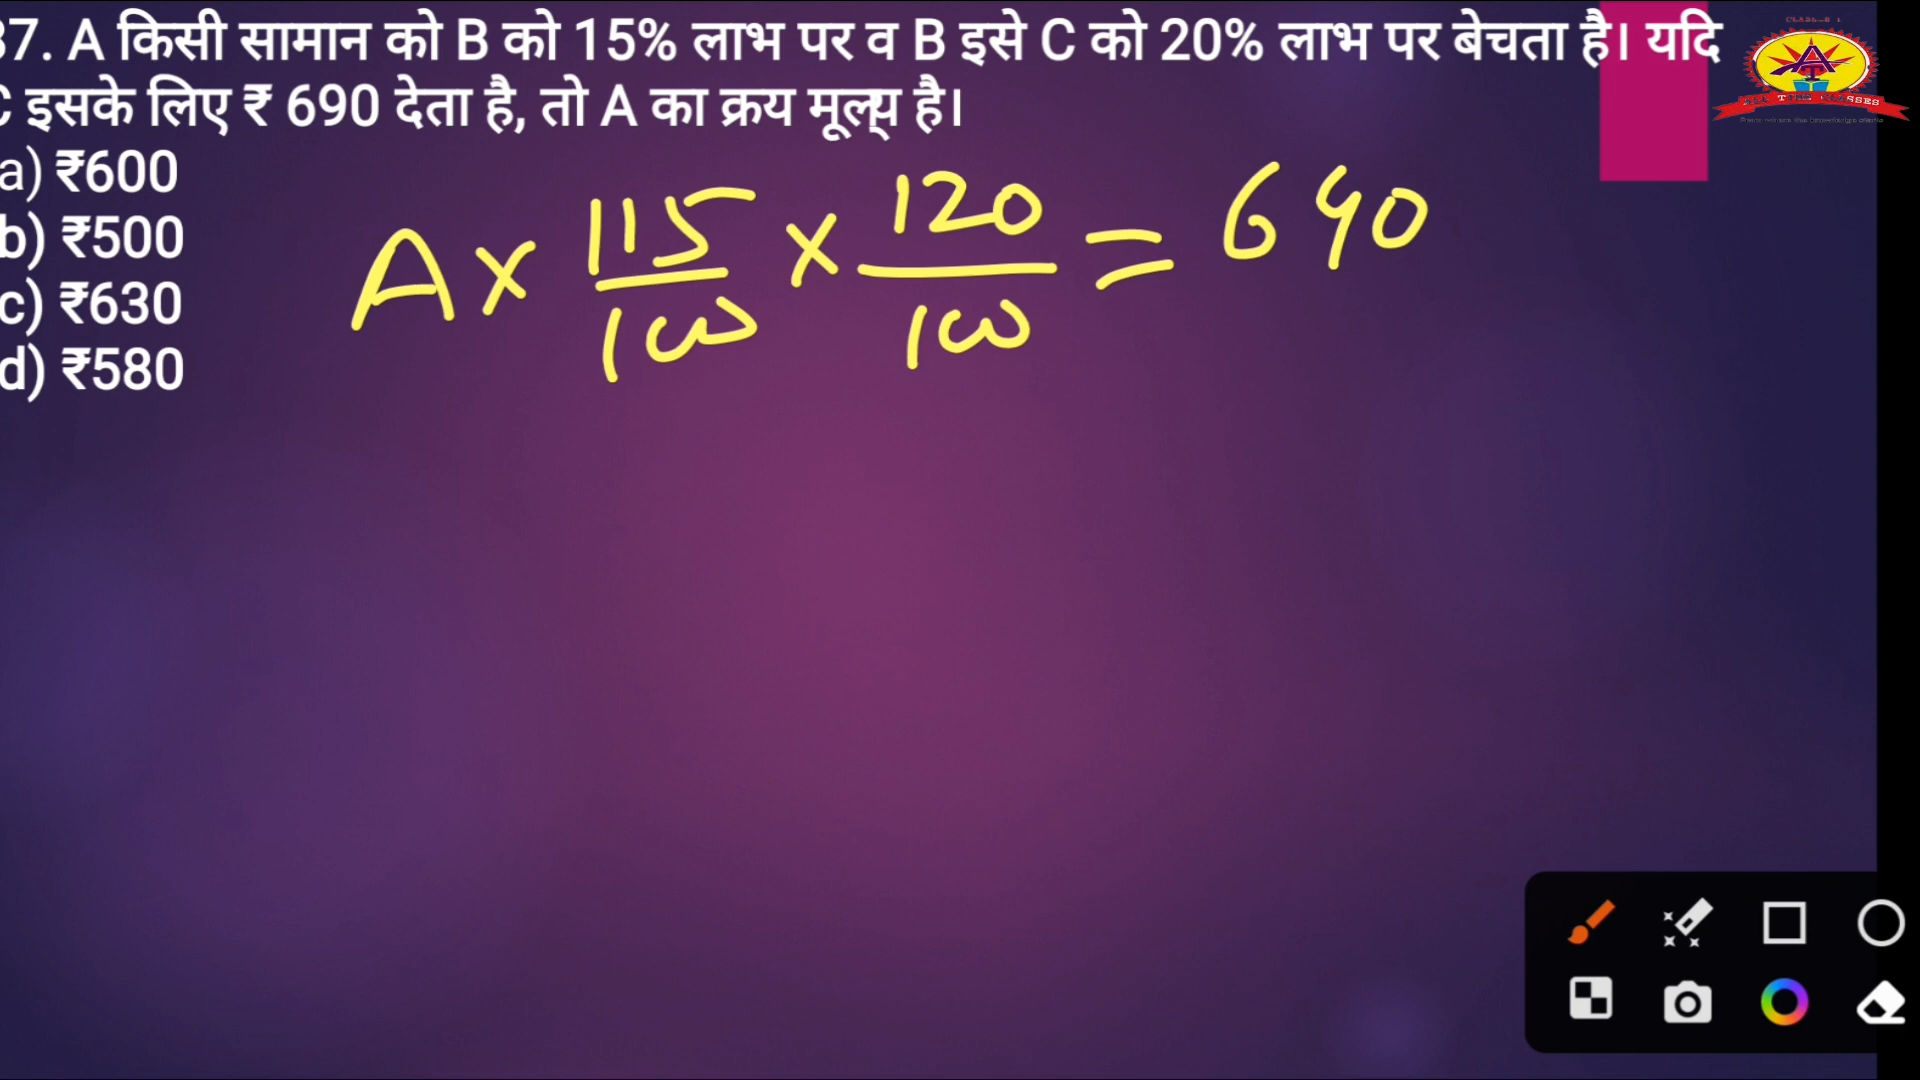 37. A किसी सामान को B को 15% लाभ पर व B इसे C को 20% लाभ पर बेचता है। यदि
C इसके लिए ₹ 690 देता है, तो A का क्रय मूल्य है।
a) ₹600
b) ₹500
c) ₹630
d) ₹580
A × 115/100 × 120/100 = 690